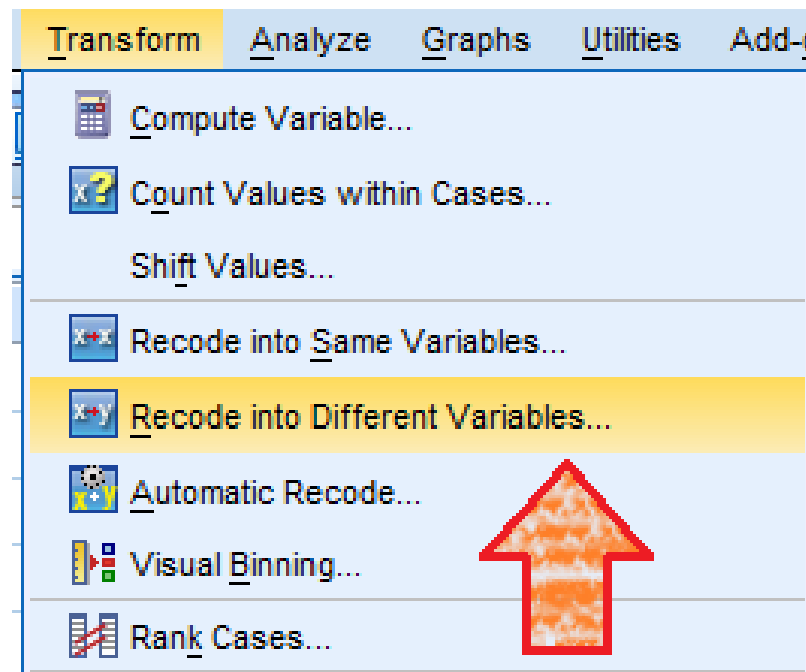 Transform Analyze Graphs Utilities Add-
Compute Variable...
Count Values within Cases...
Shift Values...
Recode into Same Variables...
Recode into Different Variables...
Automatic Recode...
Visual Binning...
Rank Cases...